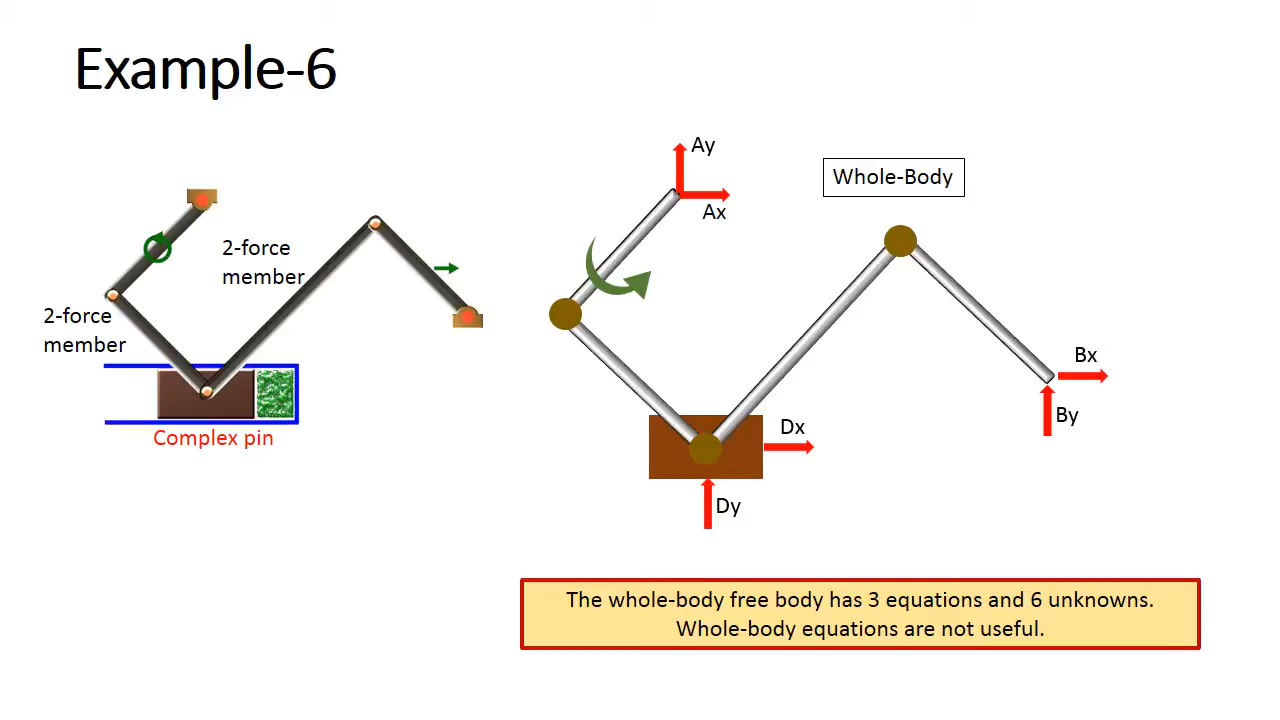 Example-6
2-force
member
2-force
member
Complex pin
Ay
Ax
Whole-Body
Bx
By
Dx
Dy
The whole-body free body has 3 equations and 6 unknowns.
Whole-body equations are not useful.